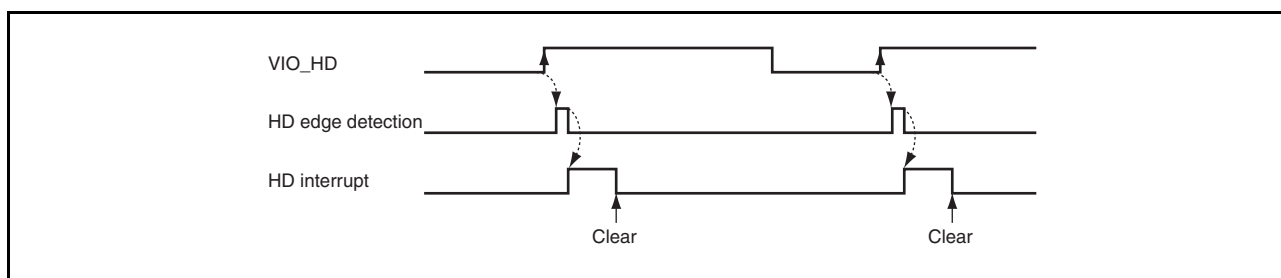 VIO_HD
HD edge detection
HD interrupt
Clear
Clear